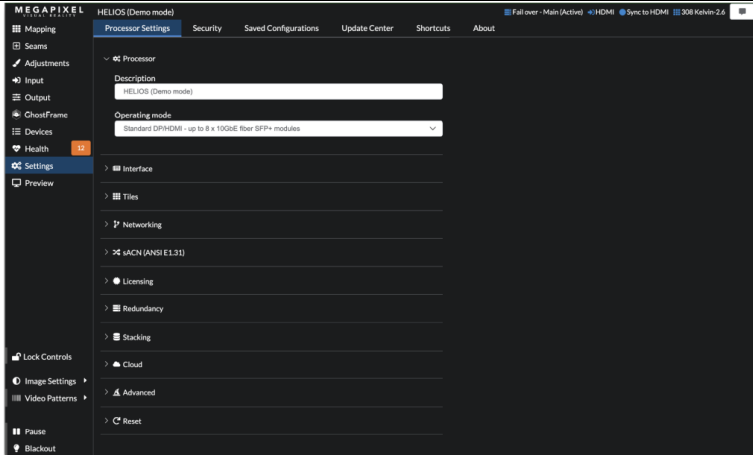 MEGAPIXEL
VISUAL REALITY
HELIOS (Demo mode)
Fail over - Main (Active) HDMI Sync to HDMI 308 Kelvin-2.6
Processor Settings Security Saved Configurations Update Center Shortcuts About
Mapping
Seams
Adjustments
Input
Output
GhostFrame
Devices
Health 12
Settings
Preview
Lock Controls
Image Settings
Video Patterns
Pause
Blackout
Processor
Description
HELIOS (Demo mode)
Operating mode
Standard DP/HDMI - up to 8 x 10GbE fiber SFP+ modules
Interface
Tiles
Networking
sACN (ANSI E1.31)
Licensing
Redundancy
Stacking
Cloud
Advanced
Reset